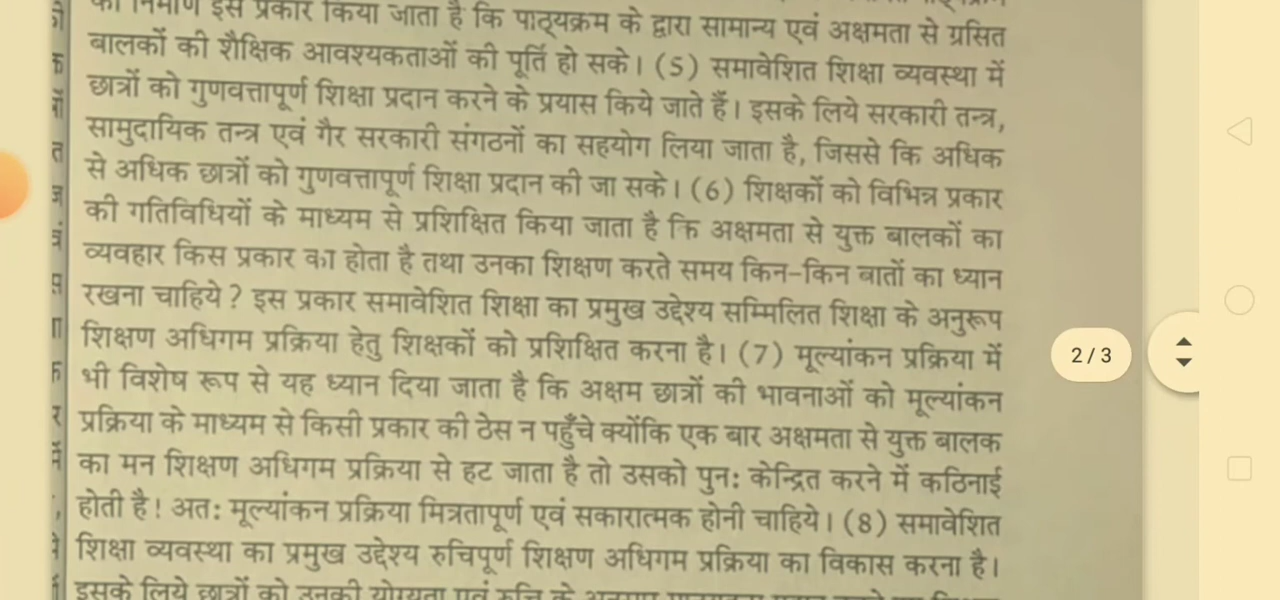 का निर्माण इस प्रकार किया जाता है कि पाठ्यक्रम के द्वारा सामान्य एवं अक्षमता से ग्रसित
बालकों की शैक्षिक आवश्यकताओं की पूर्ति हो सके। (5) समावेशित शिक्षा व्यवस्था में
छात्रों को गुणवत्तापूर्ण शिक्षा प्रदान करने के प्रयास किये जाते हैं। इसके लिये सरकारी तन्त्र,
सामुदायिक तन्त्र एवं गैर सरकारी संगठनों का सहयोग लिया जाता है, जिससे कि अधिक
से अधिक छात्रों को गुणवत्तापूर्ण शिक्षा प्रदान की जा सके। (6) शिक्षकों को विभिन्न प्रकार
की गतिविधियों के माध्यम से प्रशिक्षित किया जाता है कि अक्षमता से युक्त बालकों का
व्यवहार किस प्रकार का होता है तथा उनका शिक्षण करते समय किन-किन बातों का ध्यान
रखना चाहिये ? इस प्रकार समावेशित शिक्षा का प्रमुख उद्देश्य सम्मिलित शिक्षा के अनुरूप
शिक्षण अधिगम प्रक्रिया हेतु शिक्षकों को प्रशिक्षित करना है। (7) मूल्यांकन प्रक्रिया में
भी विशेष रूप से यह ध्यान दिया जाता है कि अक्षम छात्रों की भावनाओं को मूल्यांकन
प्रक्रिया के माध्यम से किसी प्रकार की ठेस न पहुँचे क्योंकि एक बार अक्षमता से युक्त बालक
का मन शिक्षण अधिगम प्रक्रिया से हट जाता है तो उसको पुनः केन्द्रित करने में कठिनाई
होती है! अतः मूल्यांकन प्रक्रिया मित्रतापूर्ण एवं सकारात्मक होनी चाहिये। (8) समावेशित
शिक्षा व्यवस्था का प्रमुख उद्देश्य रुचिपूर्ण शिक्षण अधिगम प्रक्रिया का विकास करना है।
इसके लिये छात्रों को उनकी योग्यता एवं रुचि के
2 / 3